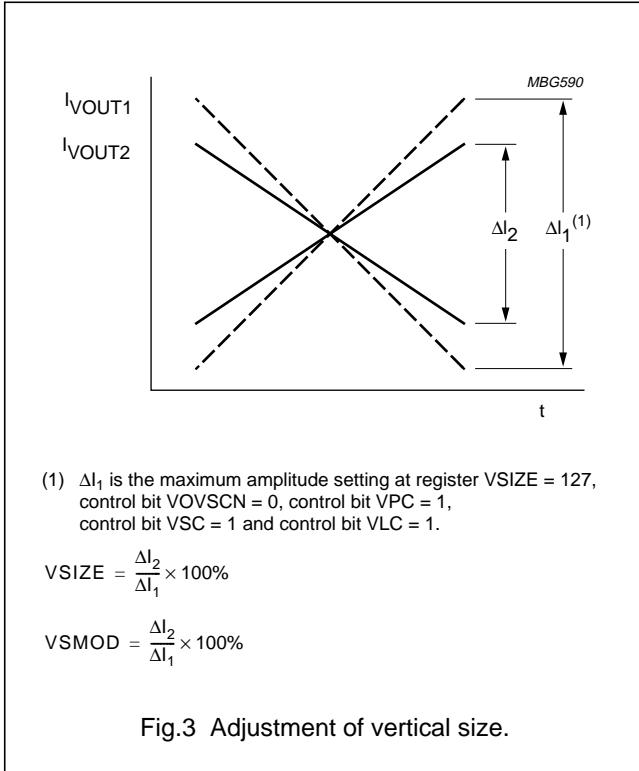 MBG590
I_VOUT1
I_VOUT2
ΔI₂
ΔI₁⁽¹⁾
t
(1) ΔI₁ is the maximum amplitude setting at register VSIZE = 127,
control bit VOVSCN = 0, control bit VPC = 1,
control bit VSC = 1 and control bit VLC = 1.
VSIZE = ΔI₂/ΔI₁ × 100%
VSMOD = ΔI₂/ΔI₁ × 100%
Fig.3 Adjustment of vertical size.